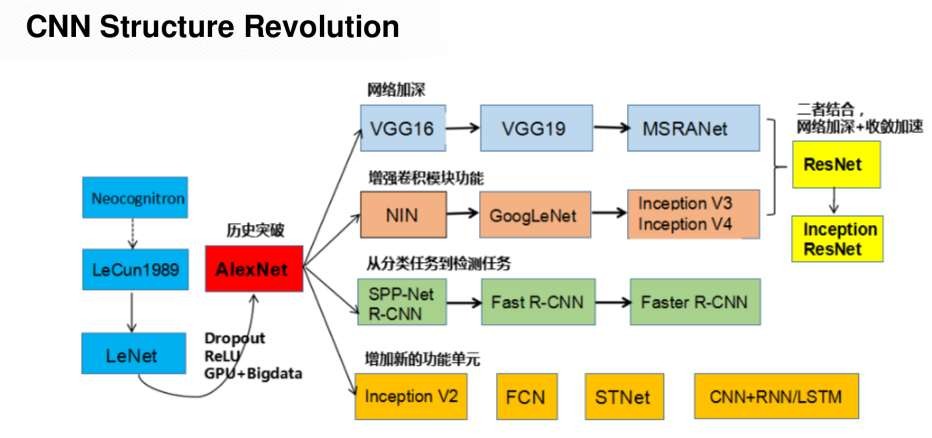 CNN Structure Revolution
网络加深
VGG16
VGG19
MSRANet
二者结合，
网络加深+收敛加速
ResNet
Inception
ResNet
增强卷积模块功能
NIN
GoogLeNet
Inception V3
Inception V4
Neocognitron
LeCun1989
LeNet
历史突破
AlexNet
Dropout
ReLU
GPU+Bigdata
从分类任务到检测任务
SPP-Net
R-CNN
Fast R-CNN
Faster R-CNN
增加新的功能单元
Inception V2
FCN
STNet
CNN+RNN/LSTM